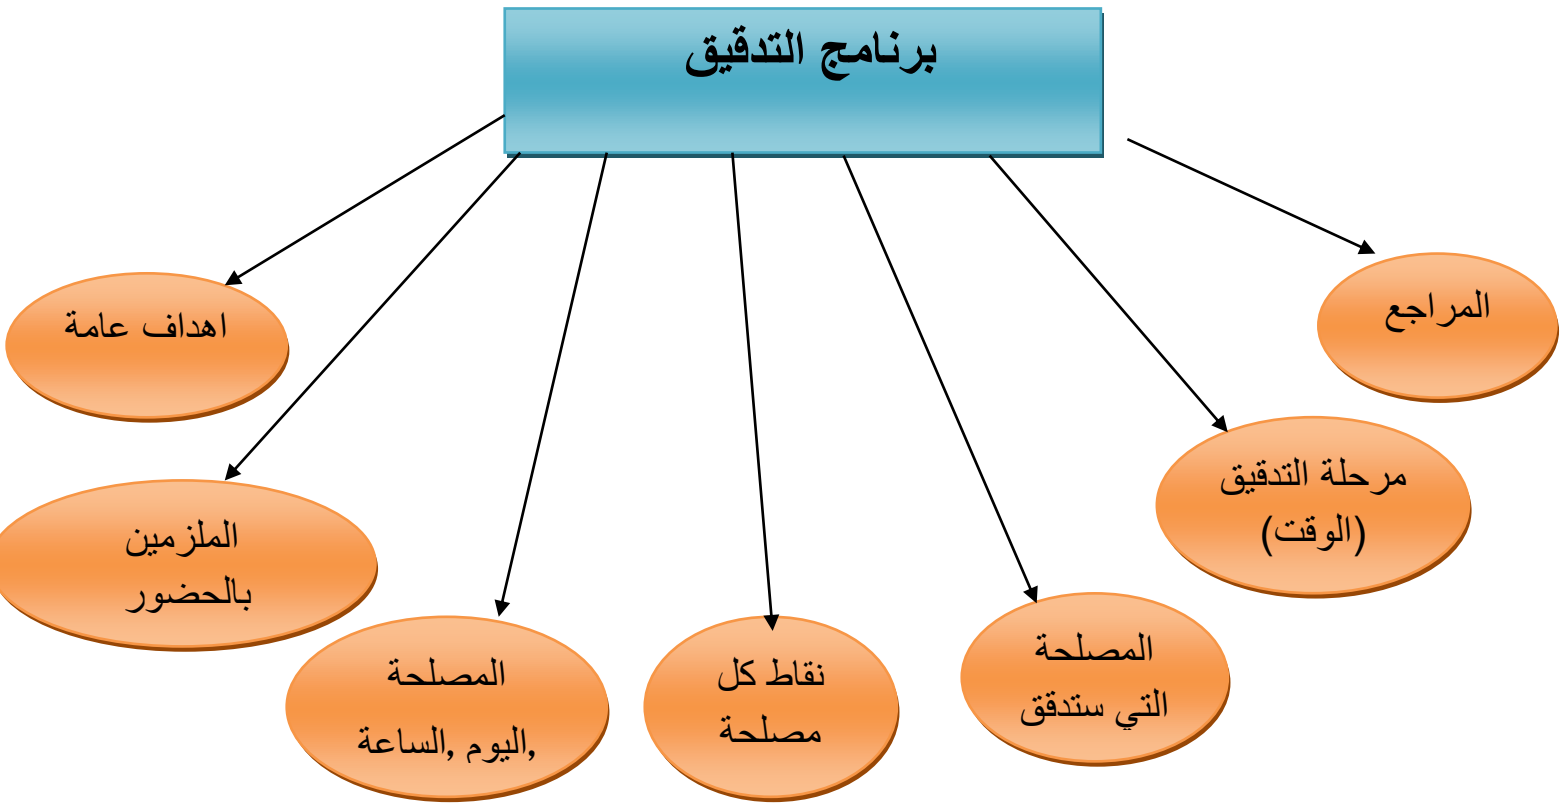 برنامج التدقيق
المراجع
مرحلة التدقيق
(الوقت)
المصلحة
التي ستدقق
نقاط كل
مصلحة
المصلحة
,اليوم ,الساعة
الملزمين
بالحضور
اهداف عامة